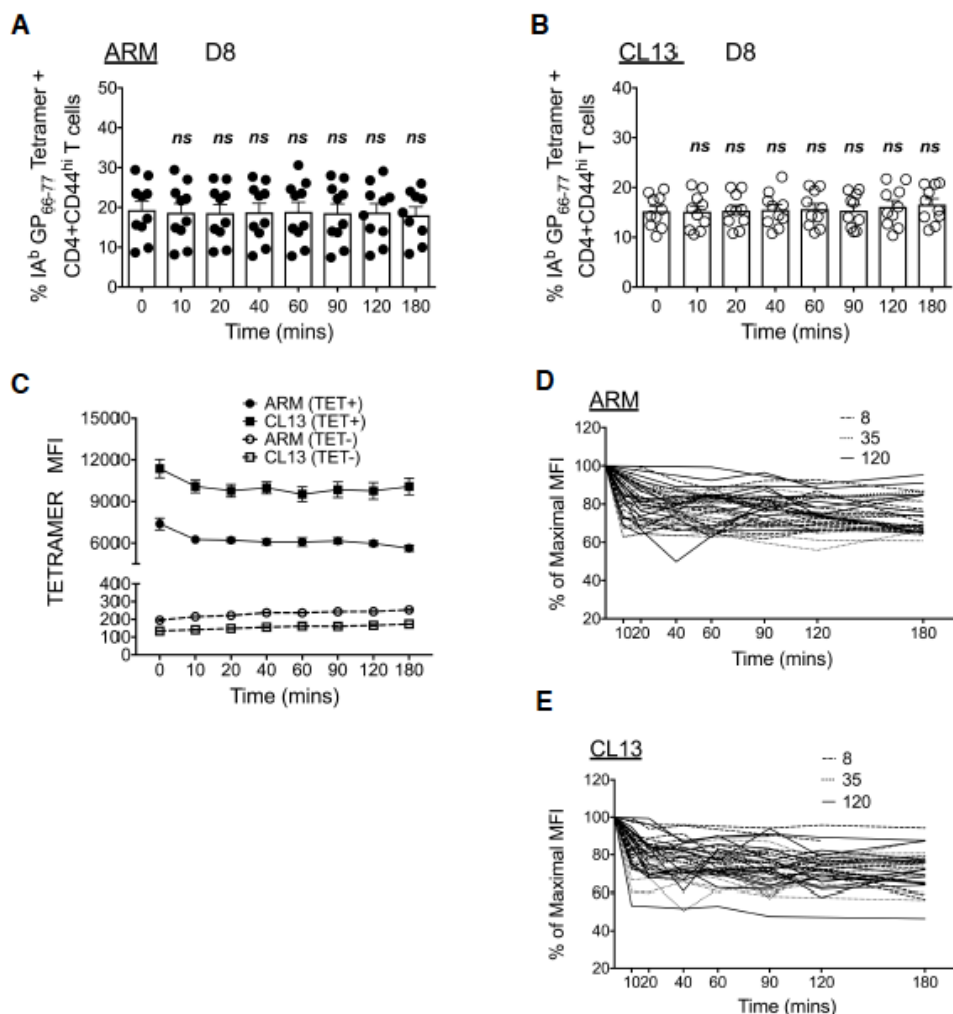 A
ARM D8
% IAb GP66-77 Tetramer +
CD4+CD44hi T cells
50
40
30
20
10
0
ns ns ns ns ns ns ns
0 10 20 40 60 90 120 180
Time (mins)
B
CL13 D8
% IAb GP66-77 Tetramer +
CD4+CD44hi T cells
40
30
20
10
0
ns ns ns ns ns ns ns
0 10 20 40 60 90 120 180
Time (mins)
C
TETRAMER MFI
15000
12000
9000
6000
400
300
200
100
0
ARM (TET+)
CL13 (TET+)
ARM (TET-)
CL13 (TET-)
0 10 20 40 60 90 120 180
Time (mins)
D
ARM
% of Maximal MFI
120
100
80
60
40
20
8
35
120
1020 40 60 90 120 180
Time (mins)
E
CL13
% of Maximal MFI
120
100
80
60
40
20
8
35
120
1020 40 60 90 120 180
Time (mins)